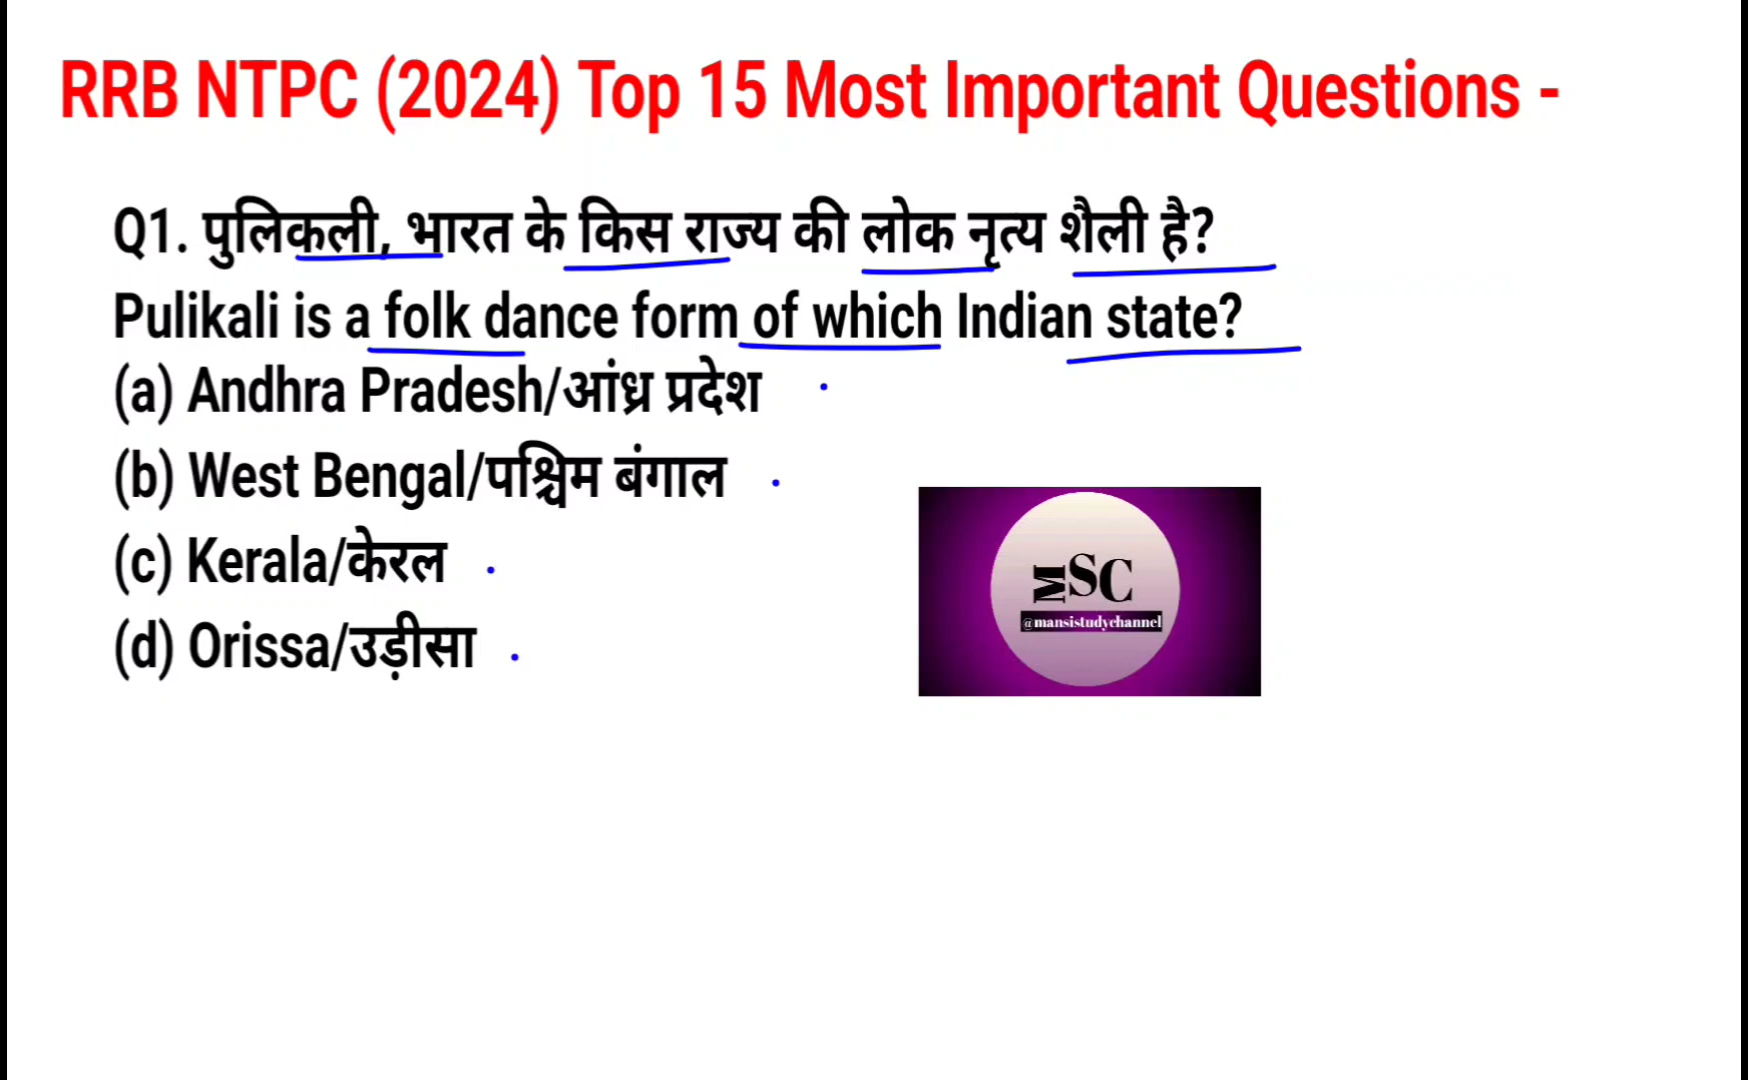 RRB NTPC (2024) Top 15 Most Important Questions -
Q1. पुलिकली, भारत के किस राज्य की लोक नृत्य शैली है?
Pulikali is a folk dance form of which Indian state?
(a) Andhra Pradesh/आंध्र प्रदेश
(b) West Bengal/पश्चिम बंगाल
(c) Kerala/केरल
(d) Orissa/उड़ीसा
MSC
@mansistudychannel